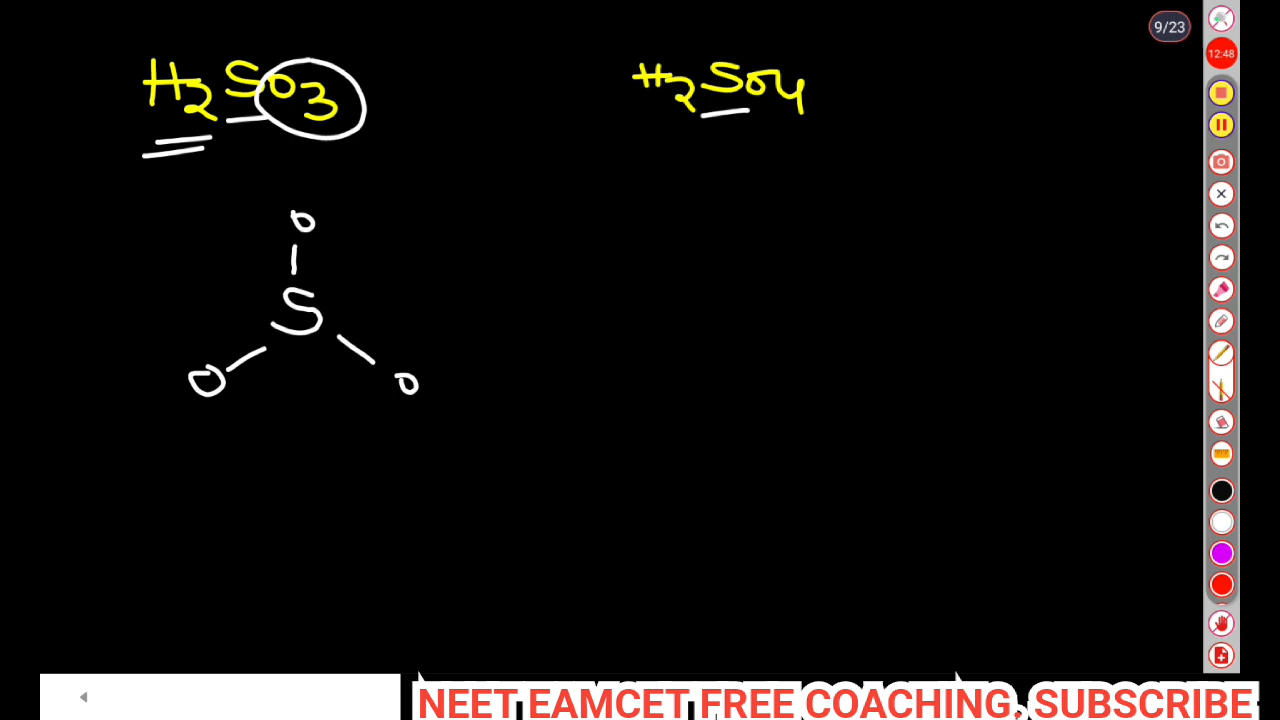 9/23
12:48
H2SO3
H2SO4
O
S
O O
NEET EAMCET FREE COACHING, SUBSCRIBE